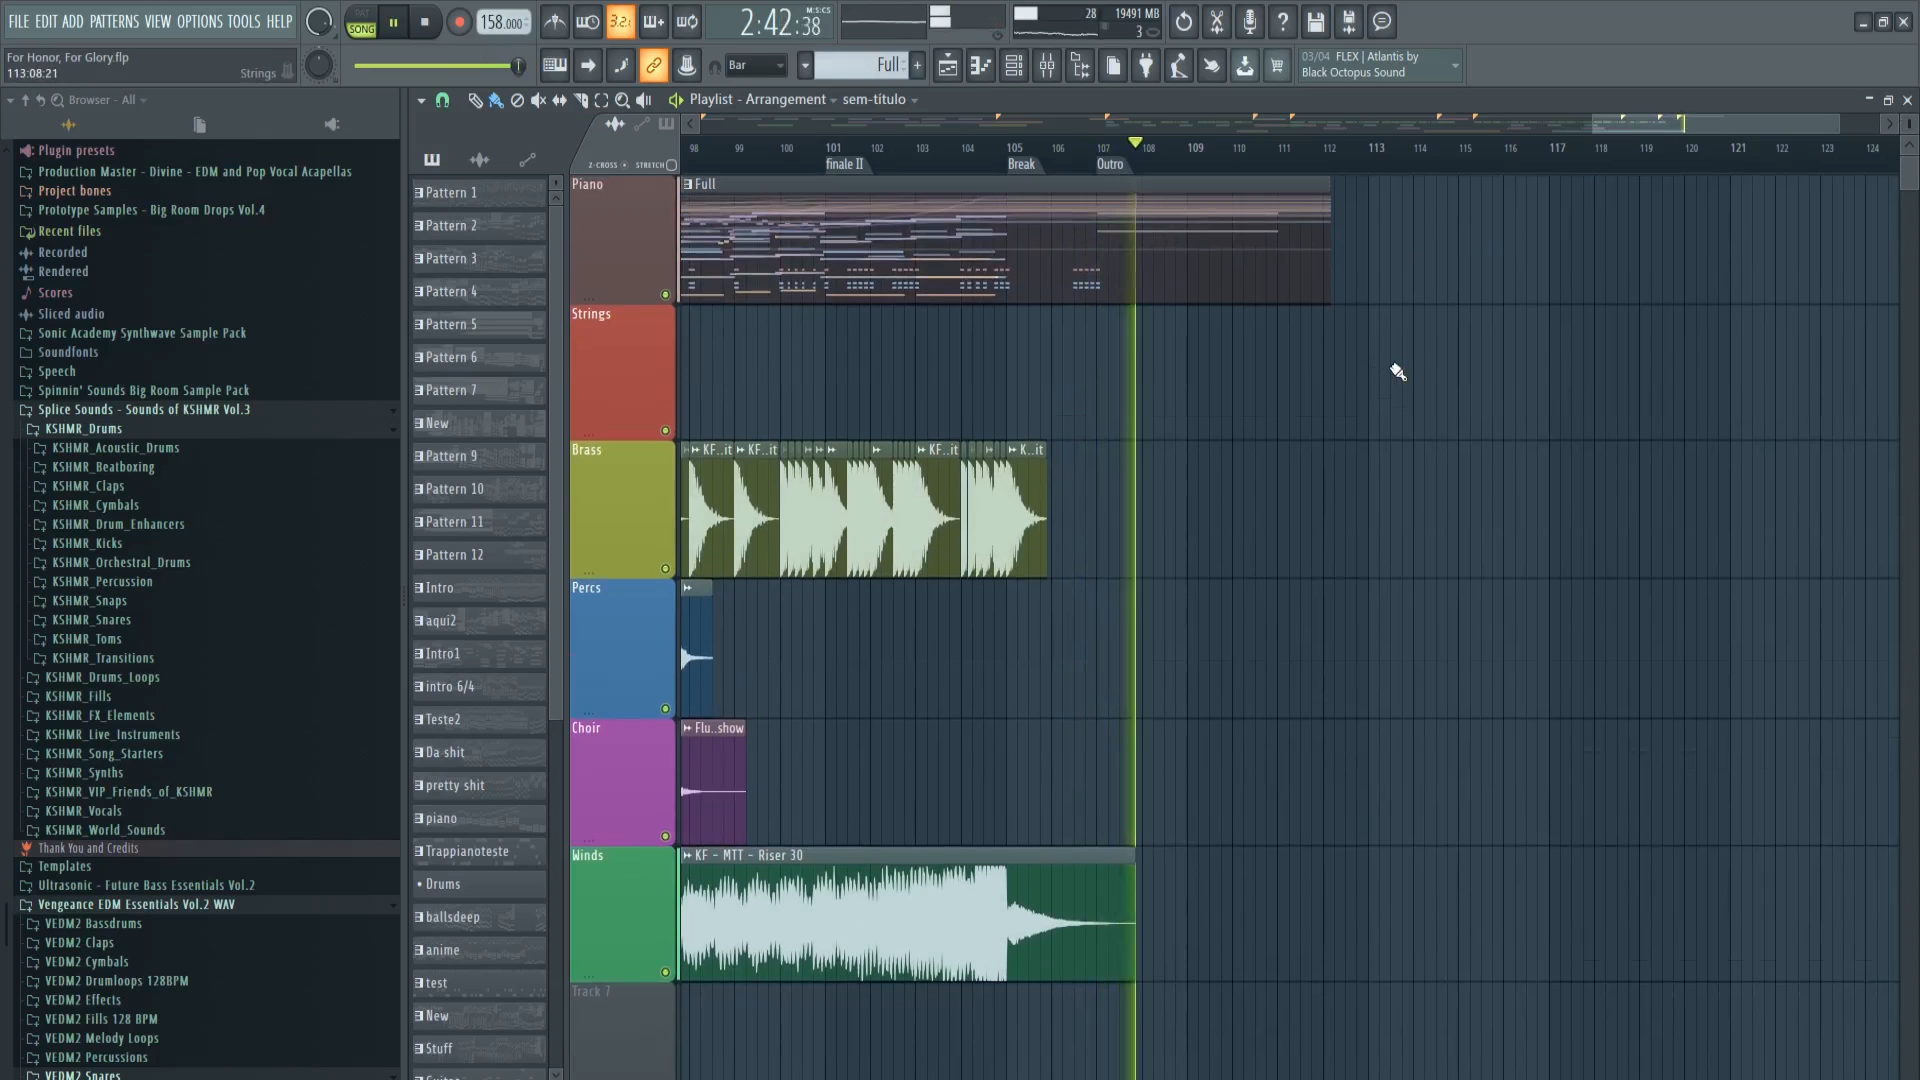 FILE EDIT ADD PATTERNS VIEW OPTIONS TOOLS HELP
PAT
SONG
158.000
3.2.
2:42:38
M:S:CS
28
19491 MB
3
For Honor, For Glory.flp
113:08:21
Strings
Bar
Full
03/04 FLEX | Atlantis by
Black Octopus Sound
Browser - All
Plugin presets
Production Master - Divine - EDM and Pop Vocal Acapellas
Project bones
Prototype Samples - Big Room Drops Vol.4
Recent files
Recorded
Rendered
Scores
Sliced audio
Sonic Academy Synthwave Sample Pack
Soundfonts
Speech
Spinnin' Sounds Big Room Sample Pack
Splice Sounds - Sounds of KSHMR Vol.3
KSHMR_Drums
KSHMR_Acoustic_Drums
KSHMR_Beatboxing
KSHMR_Claps
KSHMR_Cymbals
KSHMR_Drum_Enhancers
KSHMR_Kicks
KSHMR_Orchestral_Drums
KSHMR_Percussion
KSHMR_Snaps
KSHMR_Snares
KSHMR_Toms
KSHMR_Transitions
KSHMR_Drums_Loops
KSHMR_Fills
KSHMR_FX_Elements
KSHMR_Live_Instruments
KSHMR_Song_Starters
KSHMR_Synths
KSHMR_VIP_Friends_of_KSHMR
KSHMR_Vocals
KSHMR_World_Sounds
Thank You and Credits
Templates
Ultrasonic - Future Bass Essentials Vol.2
Vengeance EDM Essentials Vol.2 WAV
VEDM2 Bassdrums
VEDM2 Claps
VEDM2 Cymbals
VEDM2 Drumloops 128BPM
VEDM2 Effects
VEDM2 Fills 128 BPM
VEDM2 Melody Loops
VEDM2 Percussions
VEDM2 Snares
Playlist - Arrangement
sem-título
Z-CROSS
STRETCH
98 99 100 101 102 103 104 105 106 107 108 109 110 111 112 113 114 115 116 117 118 119 120 121 122 123 124
finale II
Break
Outro
Pattern 1
Pattern 2
Pattern 3
Pattern 4
Pattern 5
Pattern 6
Pattern 7
New
Pattern 9
Pattern 10
Pattern 11
Pattern 12
Intro
aqui2
Intro1
intro 6/4
Teste2
Da shit
pretty shit
piano
Trappianoteste
Drums
ballsdeep
anime
test
New
Stuff
Piano
Full
Strings
Brass
KF..it
KF..it
KF..it
K..it
Percs
Choir
Flu..show
Winds
KF - MTT - Riser 30
Track 7